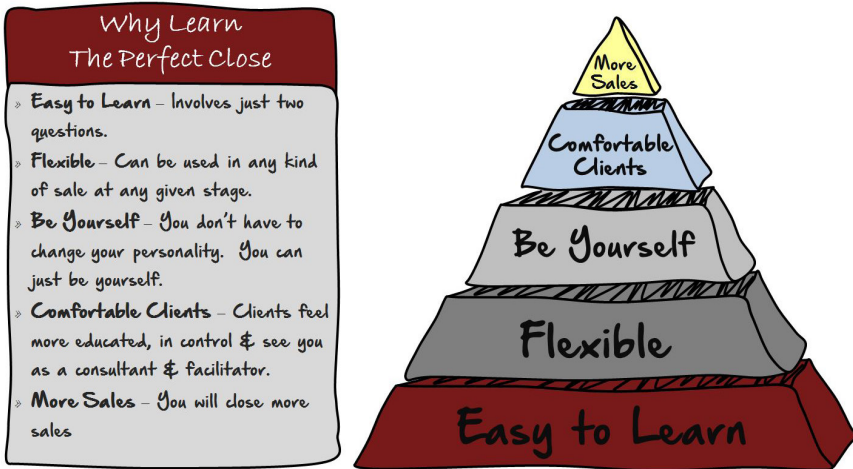 Why Learn
The Perfect Close
» Easy to Learn – Involves just two
questions.
» Flexible – Can be used in any kind
of sale at any given stage.
» Be Yourself – You don't have to
change your personality. You can
just be yourself.
» Comfortable Clients – Clients feel
more educated, in control & see you
as a consultant & facilitator.
» More Sales – You will close more
sales
More
Sales
Comfortable
Clients
Be Yourself
Flexible
Easy to Learn